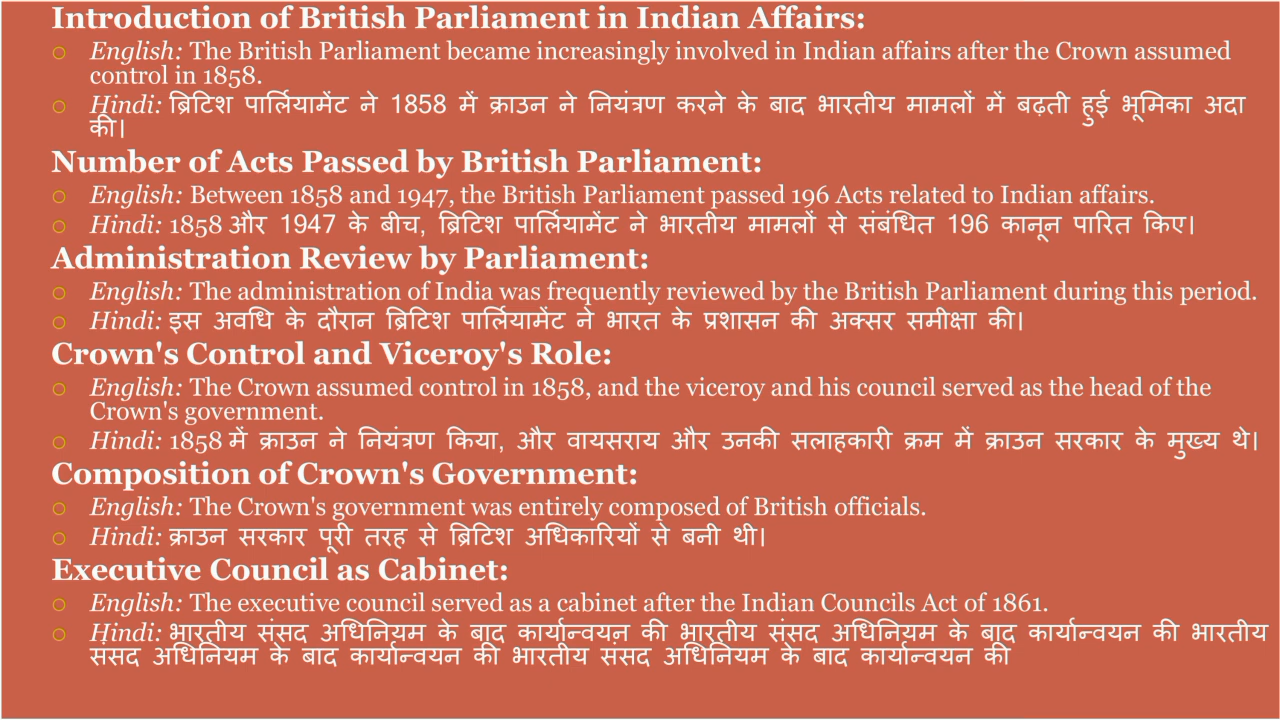 Introduction of British Parliament in Indian Affairs:
English: The British Parliament became increasingly involved in Indian affairs after the Crown assumed
control in 1858.
Hindi: ब्रिटिश पार्लियामेंट ने 1858 में क्राउन ने नियंत्रण करने के बाद भारतीय मामलों में बढ़ती हुई भूमिका अदा
की।
Number of Acts Passed by British Parliament:
English: Between 1858 and 1947, the British Parliament passed 196 Acts related to Indian affairs.
Hindi: 1858 और 1947 के बीच, ब्रिटिश पार्लियामेंट ने भारतीय मामलों से संबंधित 196 कानून पारित किए।
Administration Review by Parliament:
English: The administration of India was frequently reviewed by the British Parliament during this period.
Hindi: इस अवधि के दौरान ब्रिटिश पार्लियामेंट ने भारत के प्रशासन की अक्सर समीक्षा की।
Crown's Control and Viceroy's Role:
English: The Crown assumed control in 1858, and the viceroy and his council served as the head of the
Crown's government.
Hindi: 1858 में क्राउन ने नियंत्रण किया, और वायसराय और उनकी सलाहकारी क्रम में क्राउन सरकार के मुख्य थे।
Composition of Crown's Government:
English: The Crown's government was entirely composed of British officials.
Hindi: क्राउन सरकार पूरी तरह से ब्रिटिश अधिकारियों से बनी थी।
Executive Council as Cabinet:
English: The executive council served as a cabinet after the Indian Councils Act of 1861.
Hindi: भारतीय संसद अधिनियम के बाद कार्यान्वयन की भारतीय संसद अधिनियम के बाद कार्यान्वयन की भारतीय
संसद अधिनियम के बाद कार्यान्वयन की भारतीय संसद अधिनियम के बाद कार्यान्वयन की